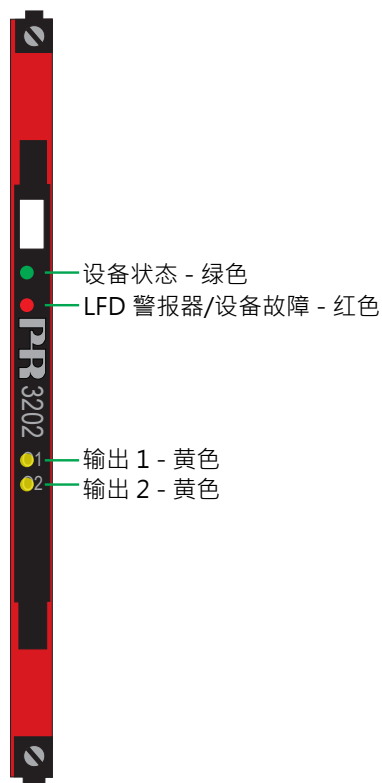 设备状态 - 绿色
LFD 警报器/设备故障 - 红色
PR
3202
1
输出 1 - 黄色
2
输出 2 - 黄色